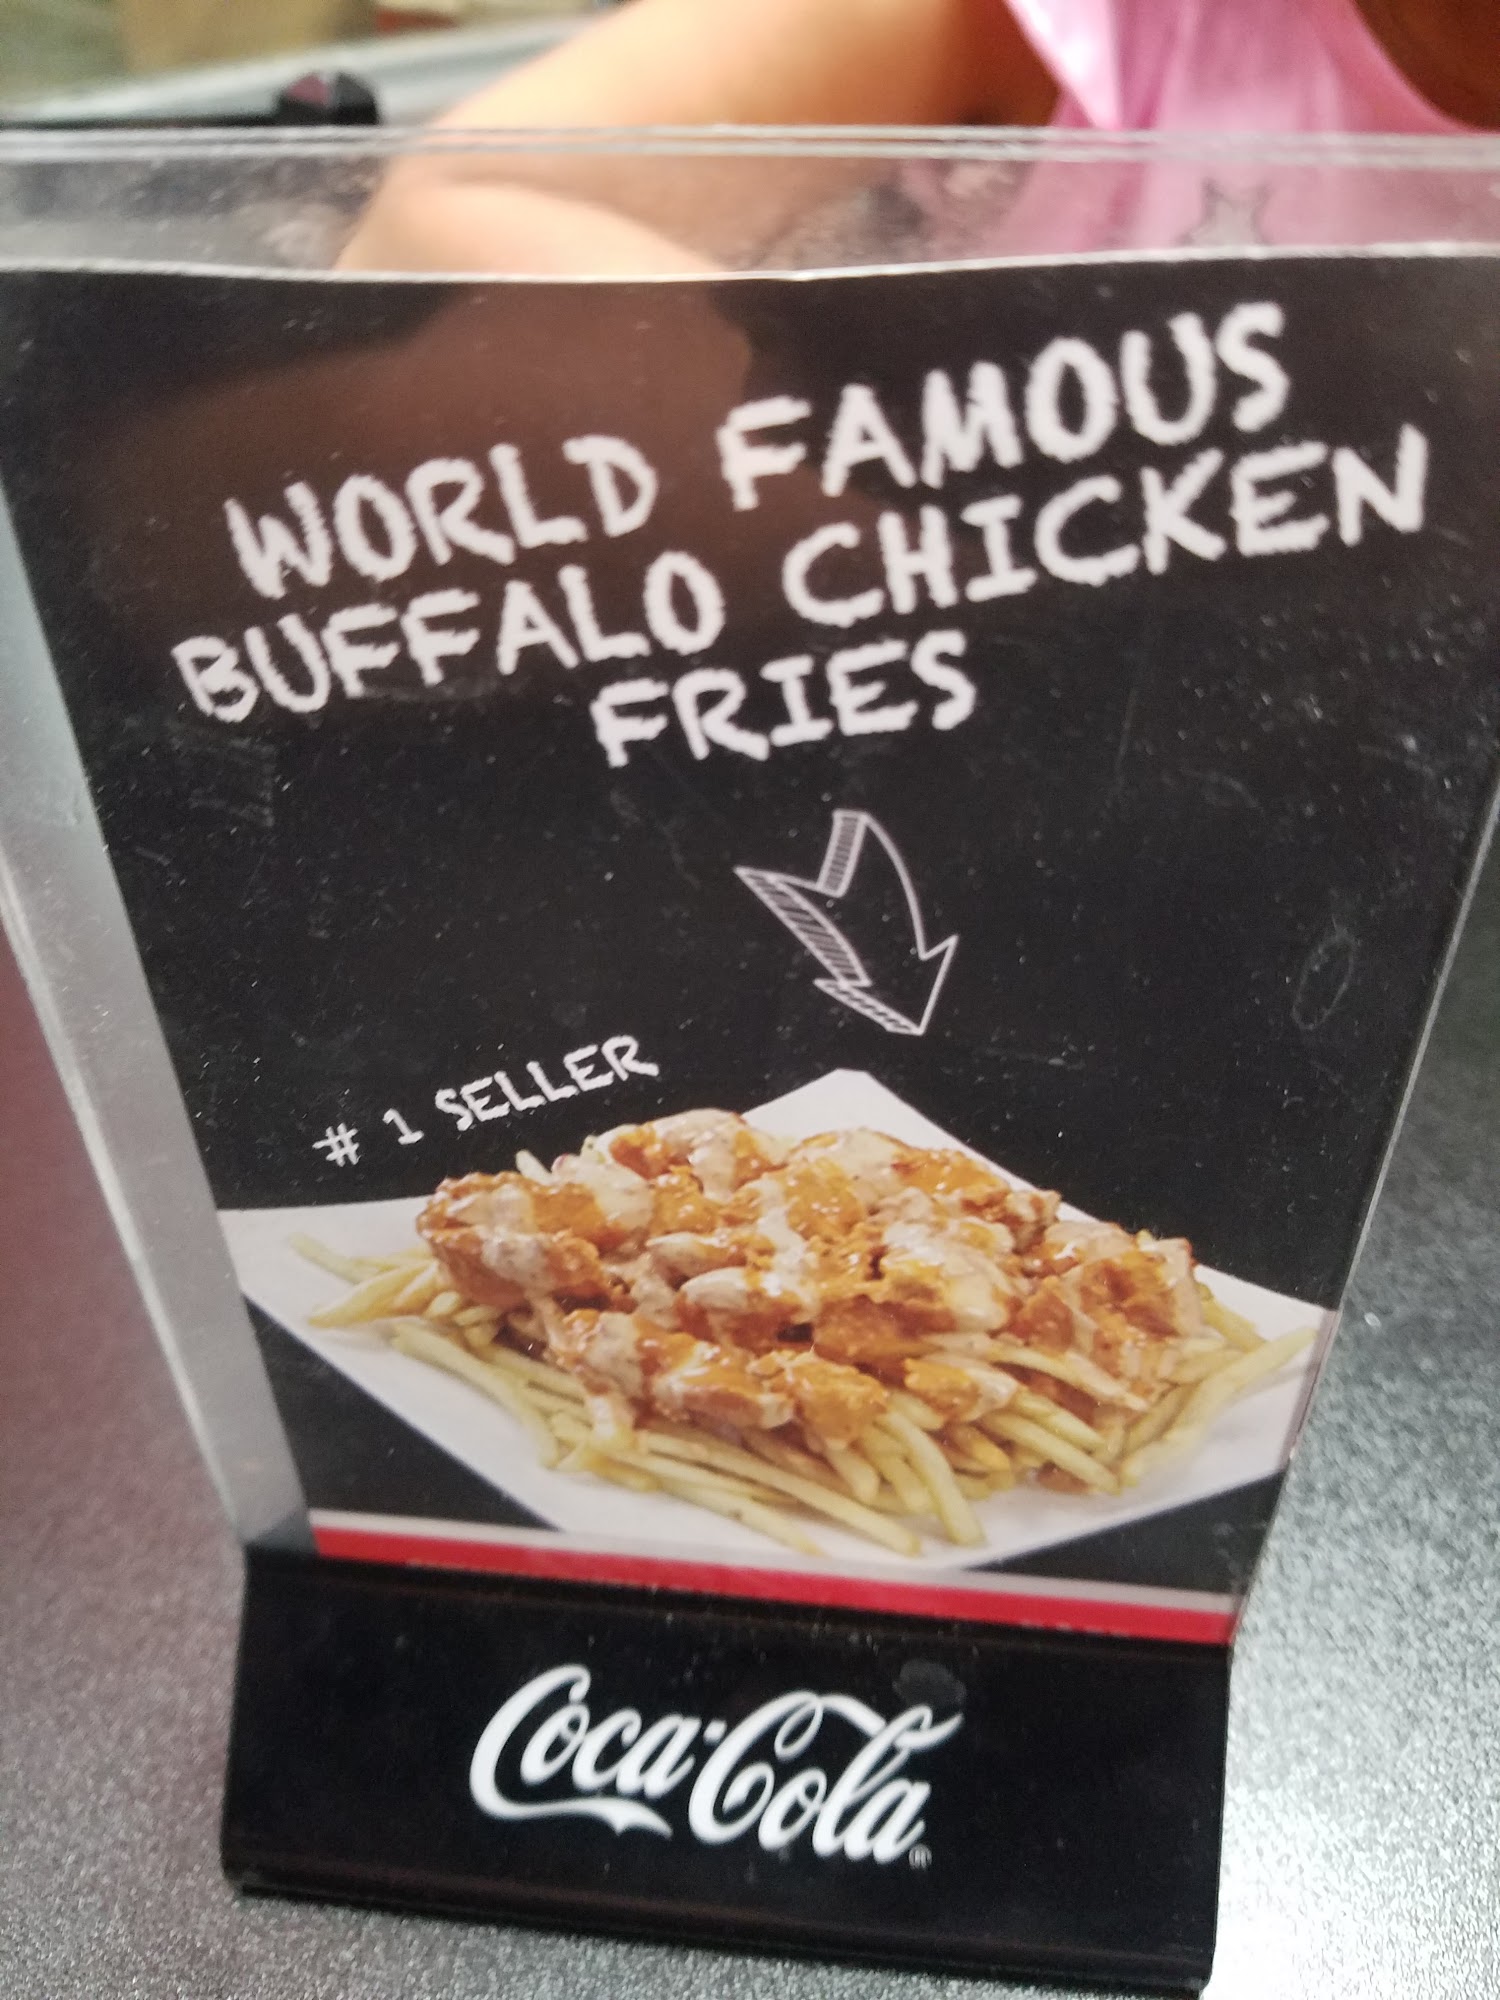 WORLD FAMOUS
BUFFALO CHICKEN
FRIES
# 1 SELLER
Coca-Cola®